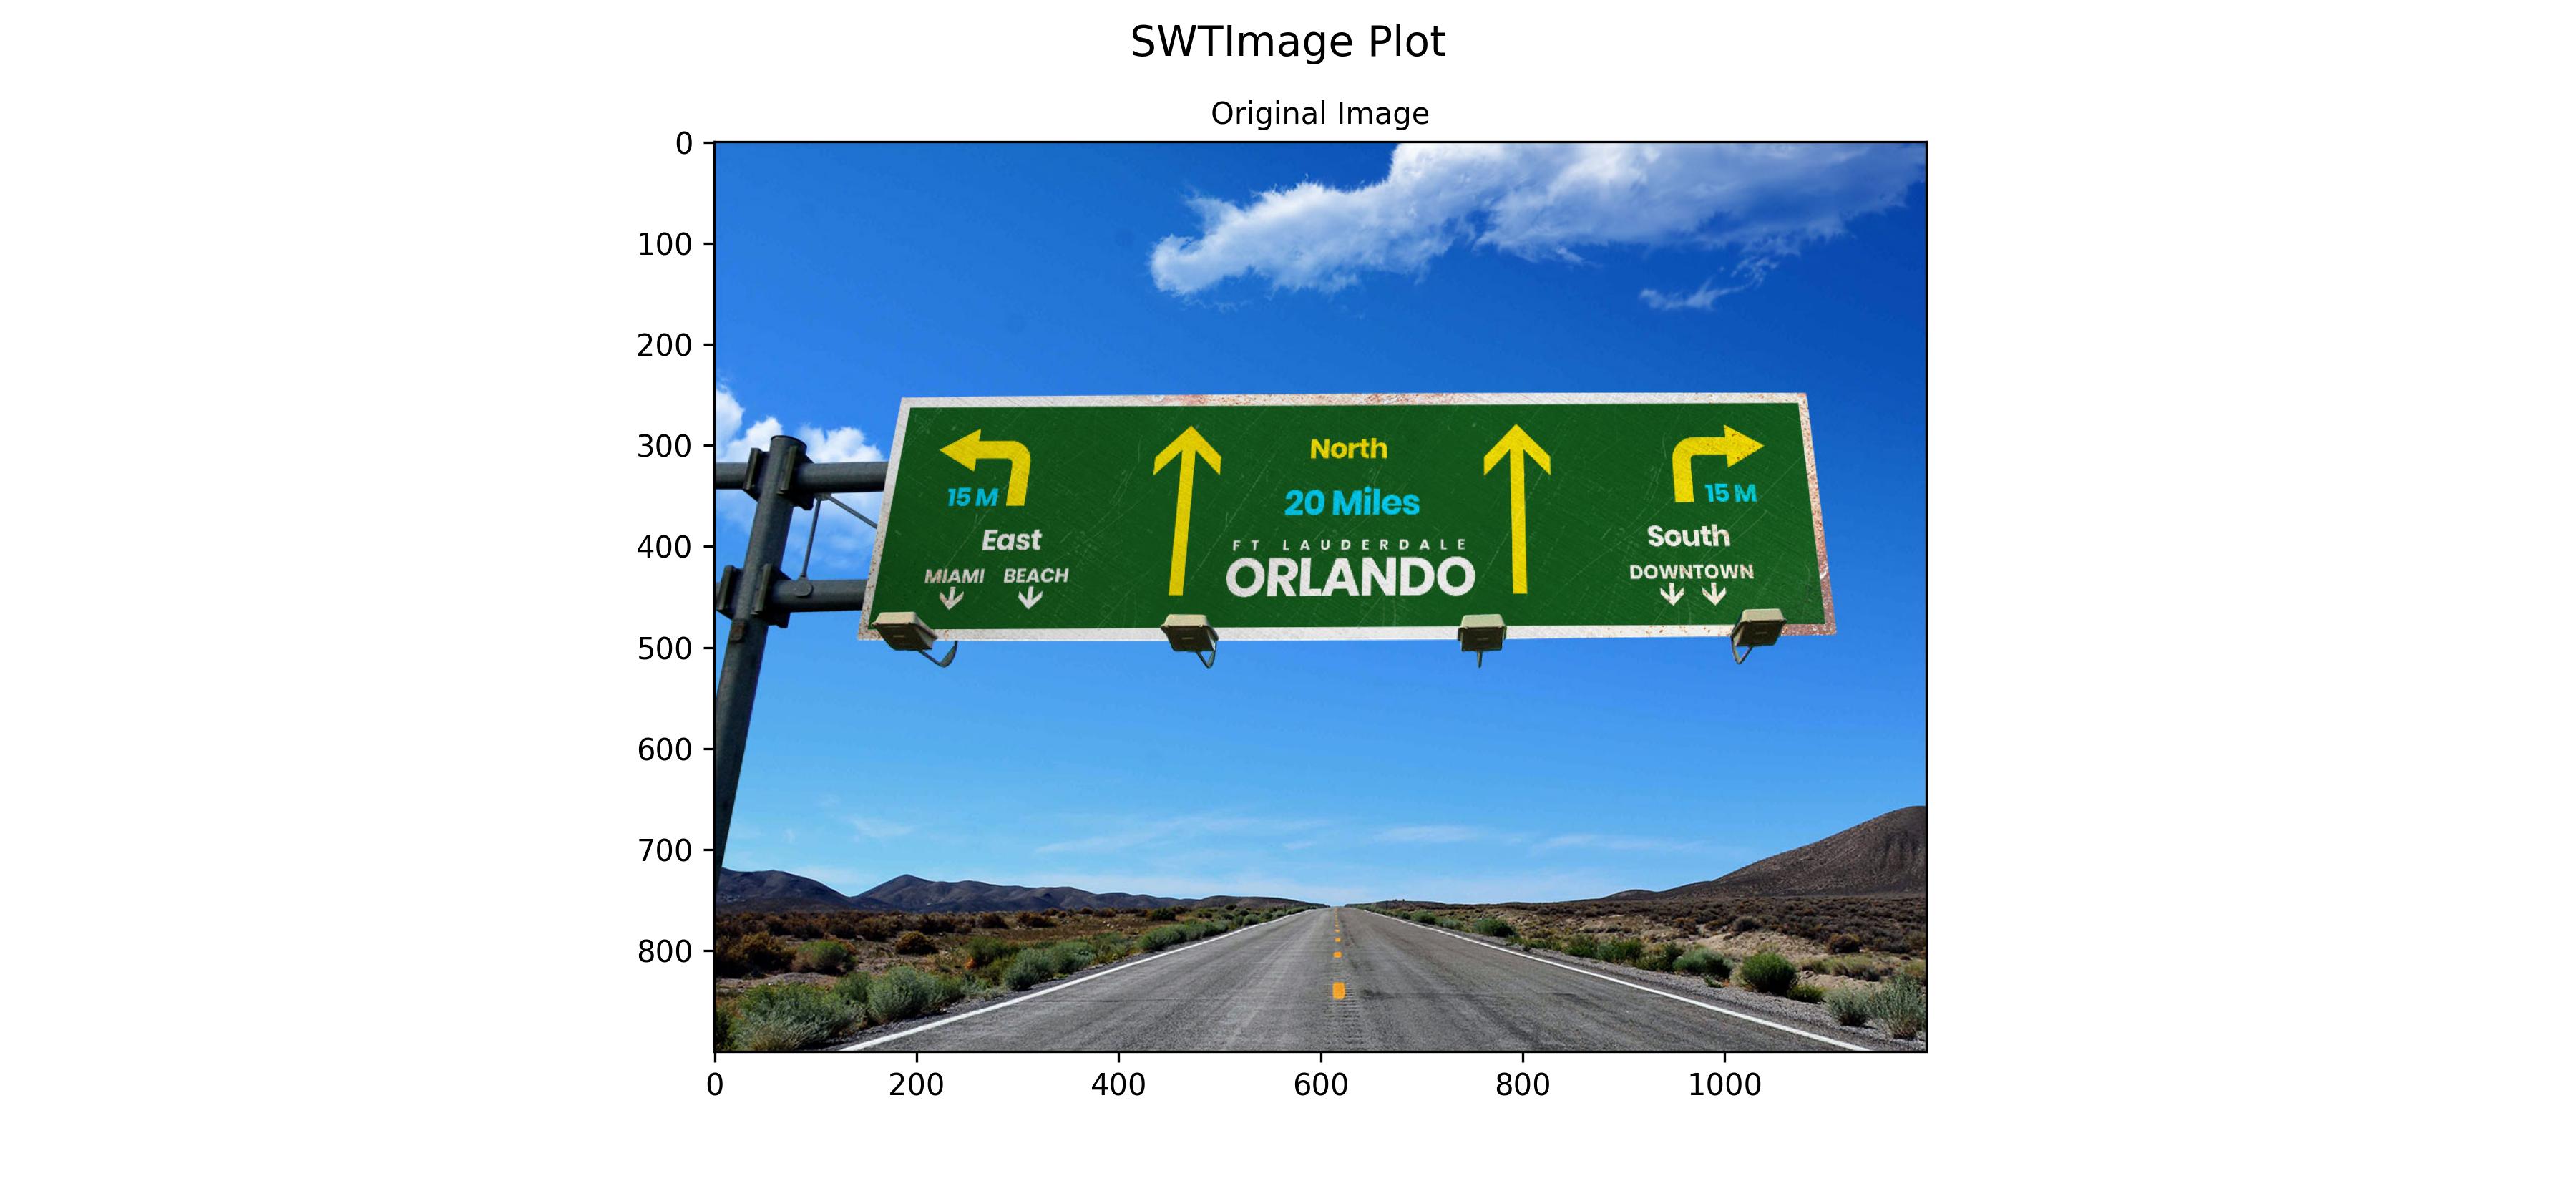 SWTImage Plot
Original Image
0
100
200
300
400
500
600
700
800
0 200 400 600 800 1000
15 M
East
MIAMI BEACH
North
20 Miles
FT LAUDERDALE
ORLANDO
15 M
South
DOWNTOWN